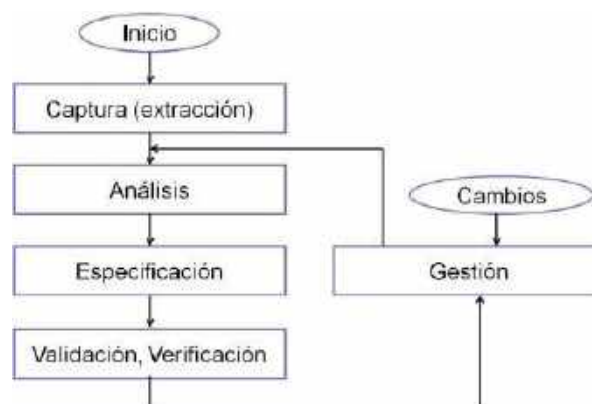 Inicio
Captura (extracción)
Análisis
Cambios
Especificación
Gestión
Validación, Verificación